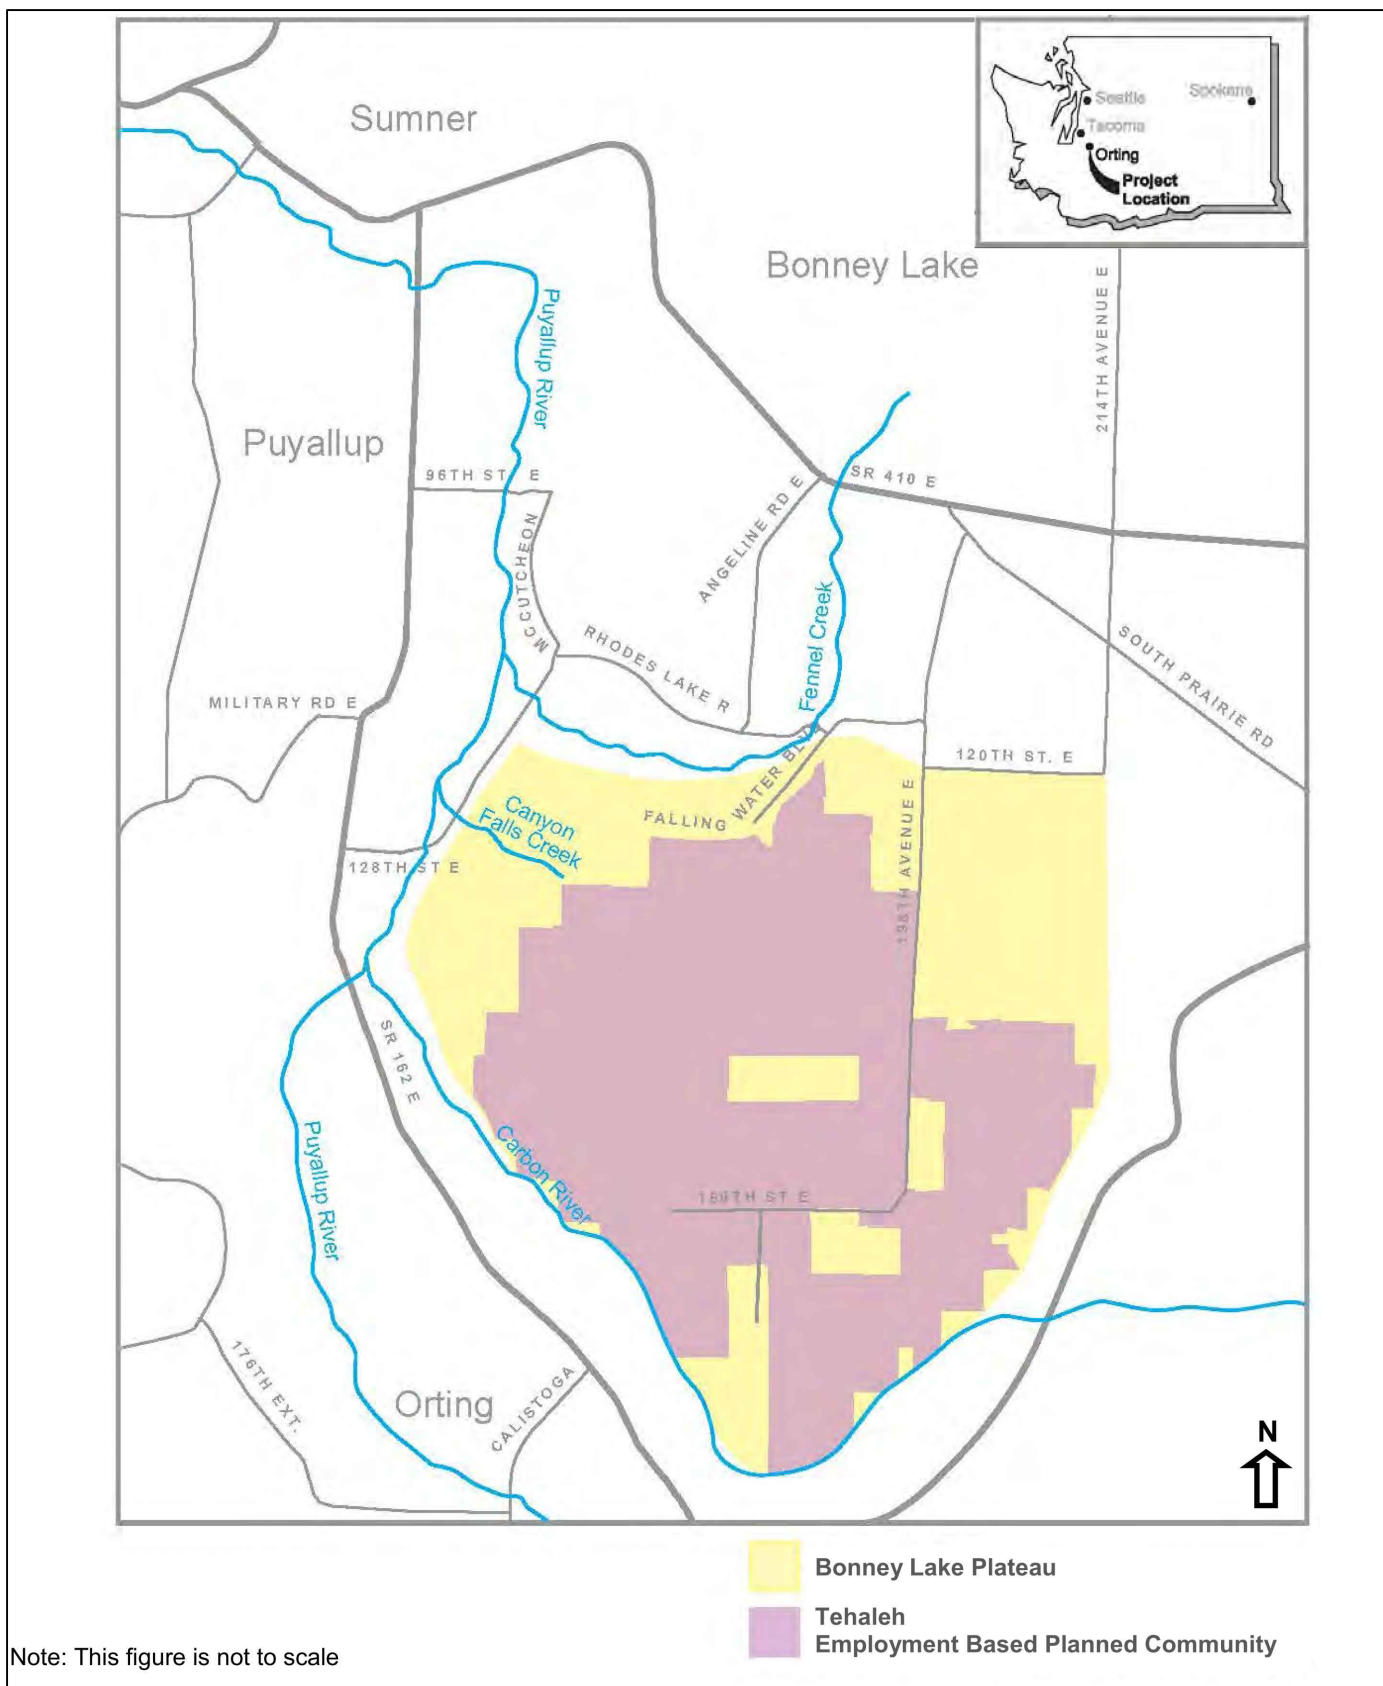 Sumner
Seattle
Spokane
Tacoma
Orting
Project
Location
Bonney Lake
214TH AVENUE E
Puyallup River
Puyallup
96TH ST. E
SR 410 E
ANGELINE RD E
MCCUTCHEON
Fennel Creek
RHODES LAKE R
SOUTH PRAIRIE RD
MILITARY RD E
120TH ST. E
FALLING WATER BLV
Canyon
Falls Creek
128TH ST E
198TH AVENUE E
SR 162 E
Carbon River
Puyallup River
ST E
176TH EXT.
Orting
CALISTOGA
N
Bonney Lake Plateau
Tehaleh
Employment Based Planned Community
Note: This figure is not to scale